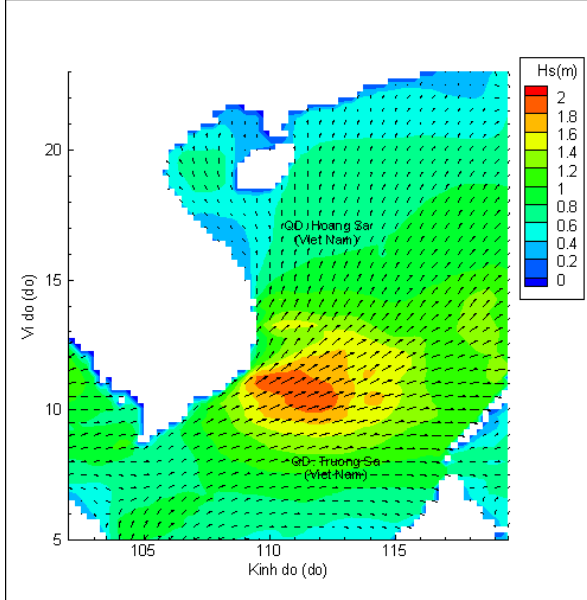 Hs(m)
2
1.8
1.6
1.4
1.2
1
0.8
0.6
0.4
0.2
0
20
15
10
5
Vi do (do)
QD. Hoang Sa
(Viet Nam)
QD. Truong Sa
(Viet Nam)
105
110
115
Kinh do (do)